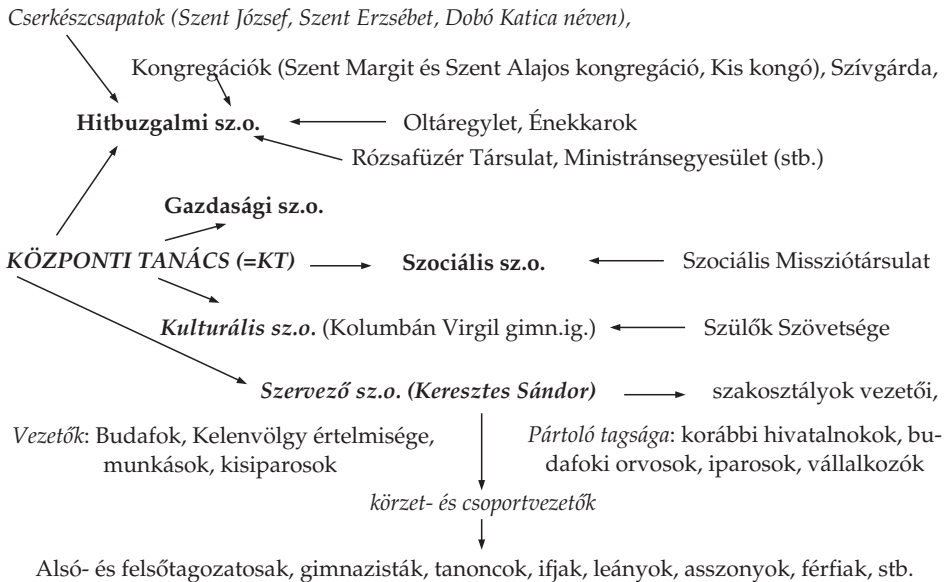 Cserkészcsapatok (Szent József, Szent Erzsébet, Dobó Katica néven),
Kongregációk (Szent Margit és Szent Alajos kongregáció, Kis kongó), Szívgárda,
Hitbuzgalmi sz.o. Oltáregylet, Énekkarok
Rózsafüzér Társulat, Ministránsegyesület (stb.)
Gazdasági sz.o.
KÖZPONTI TANÁCS (=KT) Szociális sz.o. Szociális Missziótársulat
Kulturális sz.o. (Kolumbán Virgil gimn.ig.) Szülők Szövetsége
Szervező sz.o. (Keresztes Sándor) szakosztályok vezetői,
Vezetők: Budafok, Kelenvölgy értelmisége,
munkások, kisiparosok
Pártoló tagsága: korábbi hivatalnokok, bu-
dafoki orvosok, iparosok, vállalkozók
körzet- és csoportvezetők
Alsó- és felsőtagozatosak, gimnazisták, tanoncok, ifjak, leányok, asszonyok, férfiak, stb.